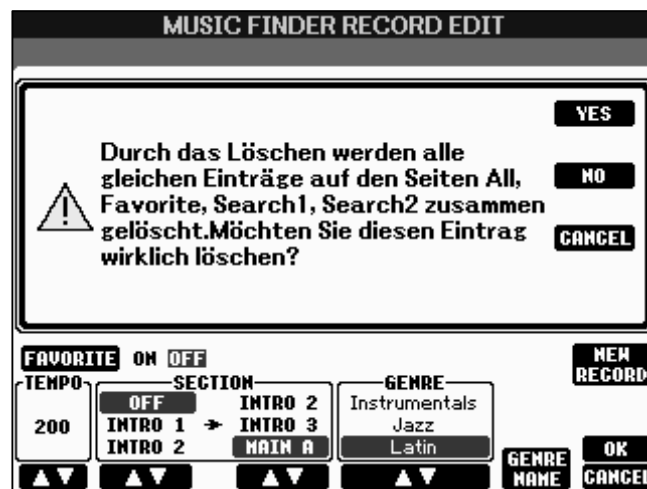 MUSIC FINDER RECORD EDIT
YES
Durch das Löschen werden alle
gleichen Einträge auf den Seiten All,
NO
Favorite, Search1, Search2 zusammen
gelöscht.Möchten Sie diesen Eintrag
CANCEL
wirklich löschen?
FAVORITE ON OFF
NEW
RECORD
TEMPO
200
SECTION
OFF INTRO 2
INTRO 1 → INTRO 3
INTRO 2 MAIN A
GENRE
Instrumentals
Jazz
Latin
GENRE
NAME
OK
CANCEL